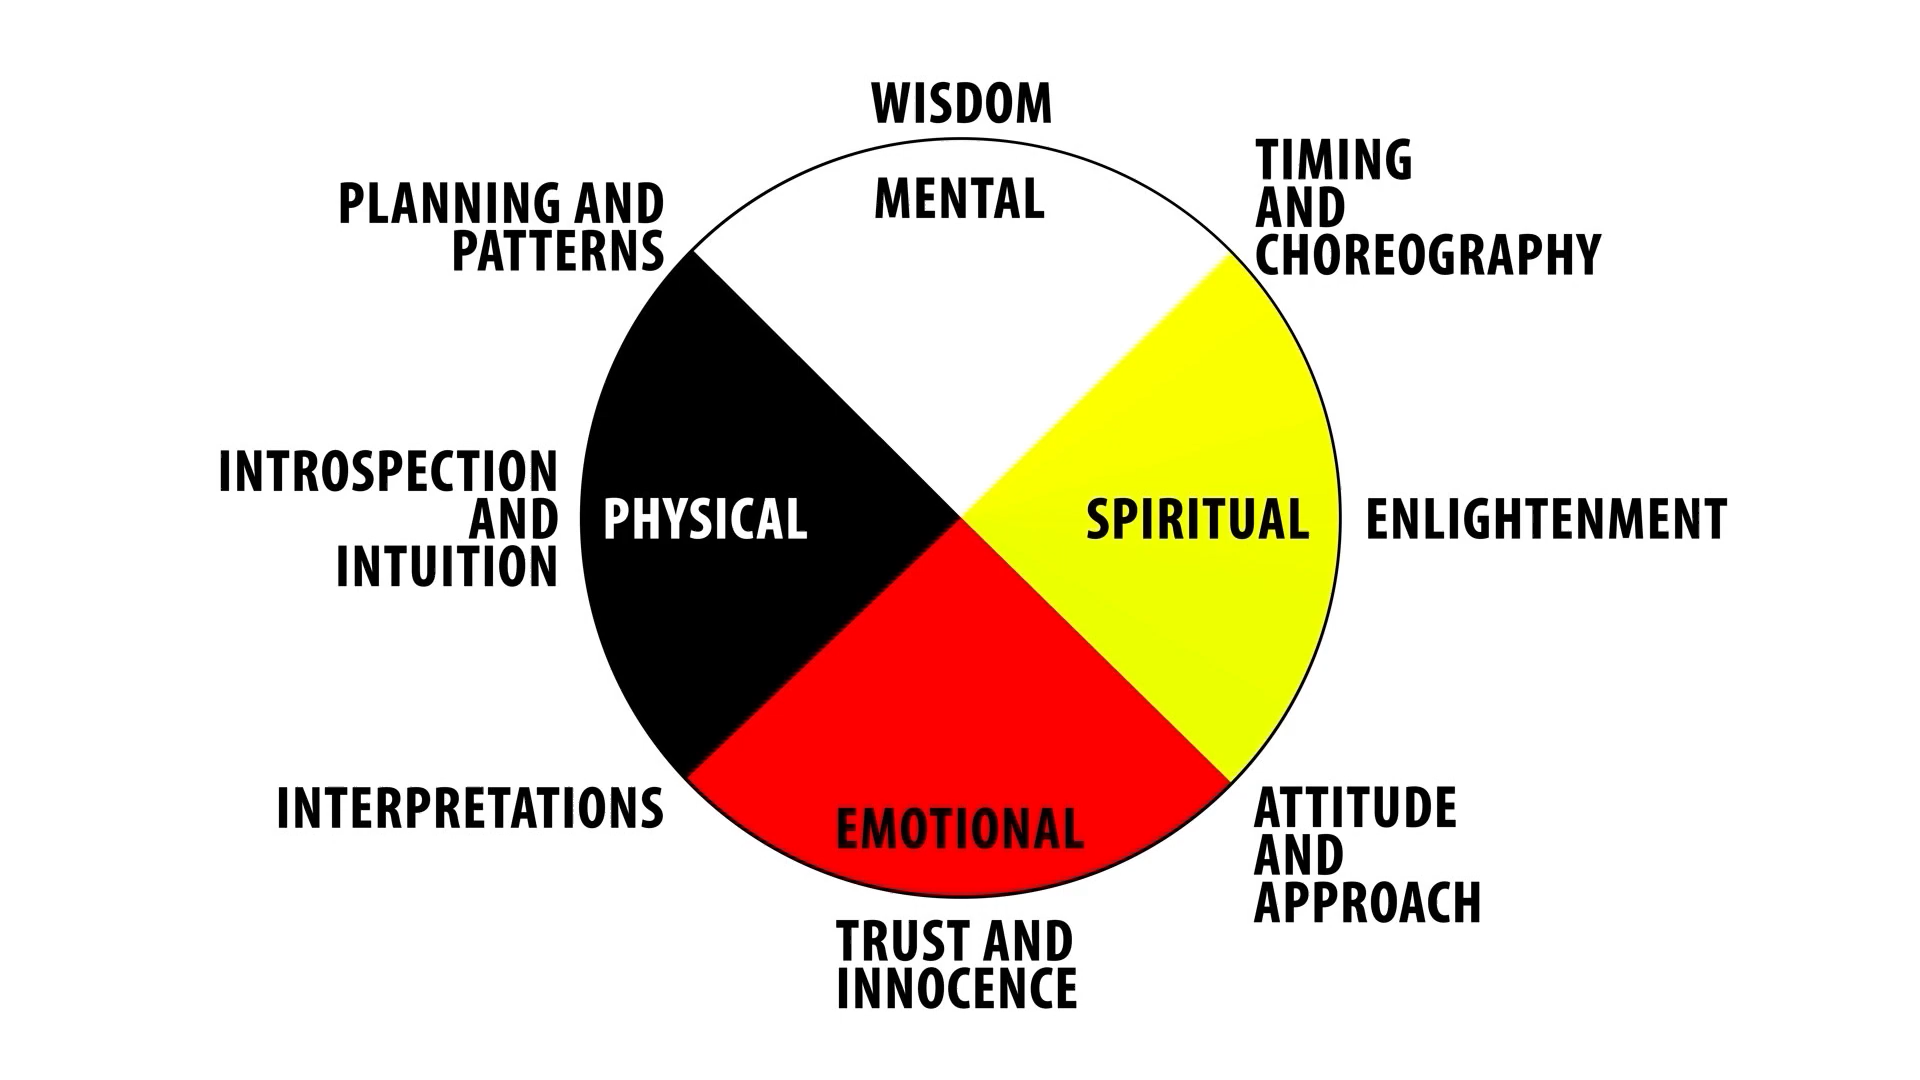 WISDOM
MENTAL
TIMING
AND
CHOREOGRAPHY
PLANNING AND
PATTERNS
INTROSPECTION
AND
INTUITION
PHYSICAL
SPIRITUAL
ENLIGHTENMENT
INTERPRETATIONS
EMOTIONAL
ATTITUDE
AND
APPROACH
TRUST AND
INNOCENCE